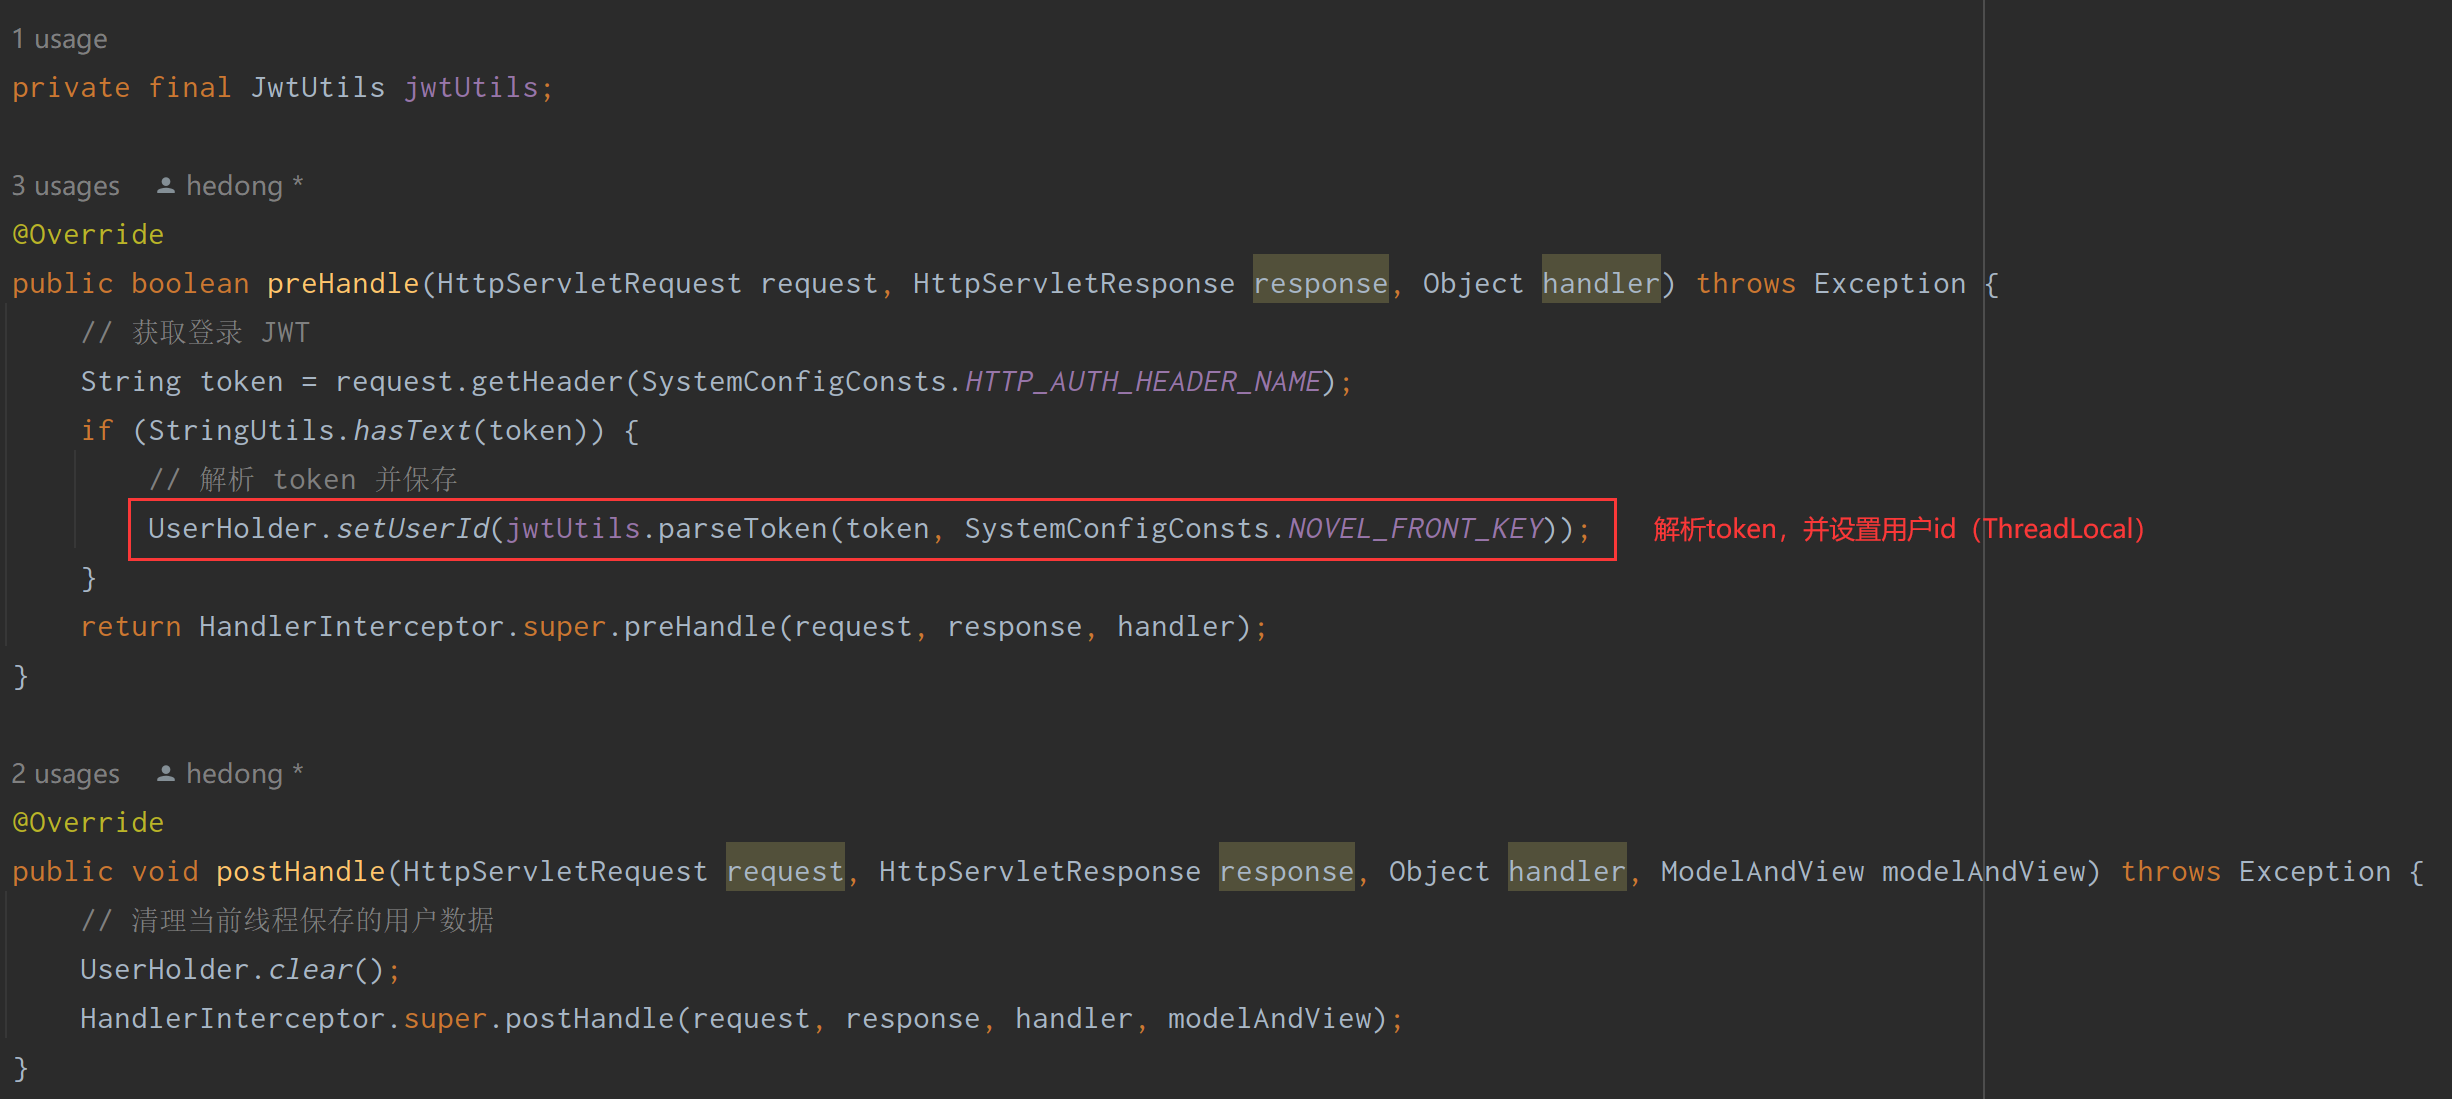 1 usage
private final JwtUtils jwtUtils;
3 usages hedong *
@Override
public boolean preHandle(HttpServletRequest request, HttpServletResponse response, Object handler) throws Exception {
// 获取登录 JWT
String token = request.getHeader(SystemConfigConsts.HTTP_AUTH_HEADER_NAME);
if (StringUtils.hasText(token)) {
// 解析 token 并保存
UserHolder.setUserId(jwtUtils.parseToken(token, SystemConfigConsts.NOVEL_FRONT_KEY)); 解析token，并设置用户id（ThreadLocal）
}
return HandlerInterceptor.super.preHandle(request, response, handler);
}
2 usages hedong *
@Override
public void postHandle(HttpServletRequest request, HttpServletResponse response, Object handler, ModelAndView modelAndView) throws Exception {
// 清理当前线程保存的用户数据
UserHolder.clear();
HandlerInterceptor.super.postHandle(request, response, handler, modelAndView);
}